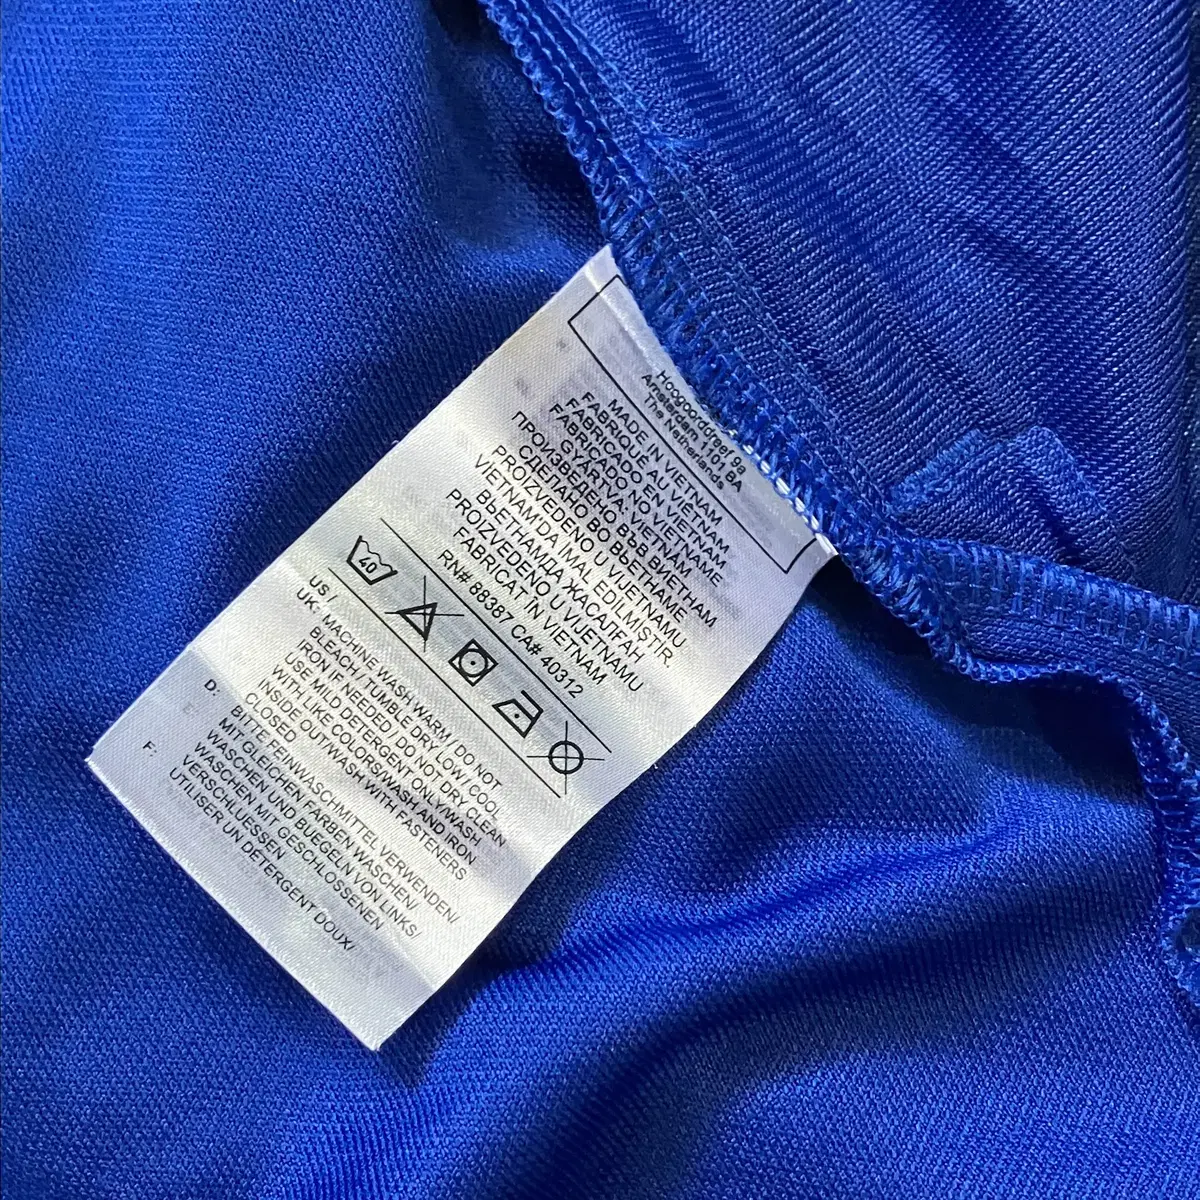 Hoogoorddreef 9a
Amsterdam 1101 BA
The Netherlands
MADE IN VIETNAM
FABRIQUÉ AU VIÊTNAM
FABRICADO EN VIETNAM
FABRICADO NO VIETNAME
GYÁRTVA: VIETNAM
ПРОИЗВЕДЕНО ВЪВ ВИЕТНАМ
СДЕЛАНО ВО ВЬЕТНАМЕ
PROIZVEDENO U VIJETNAMU
VIETNAM'DA İMAL EDİLMİŞTİR.
ВЬЕТНАМДА ЖАСАЛҒАН
PROIZVEDENO U VIJETNAMU
FABRICAT ÎN VIETNAM
RN# 88387 CA# 40312
40
US /
UK: MACHINE WASH WARM / DO NOT
BLEACH / TUMBLE DRY LOW / COOL
IRON IF NEEDED / DO NOT DRY CLEAN
USE MILD DETERGENT ONLY/WASH
WITH LIKE COLORS/WASH AND IRON
INSIDE OUT/WASH WITH FASTENERS
CLOSED
D: BITTE FEINWASCHMITTEL VERWENDEN/
MIT GLEICHEN FARBEN WASCHEN/
WASCHEN UND BUEGELN VON LINKS/
WASCHEN MIT GESCHLOSSENEN
VERSCHLUESSEN
F: UTILISER UN DETERGENT DOUX/